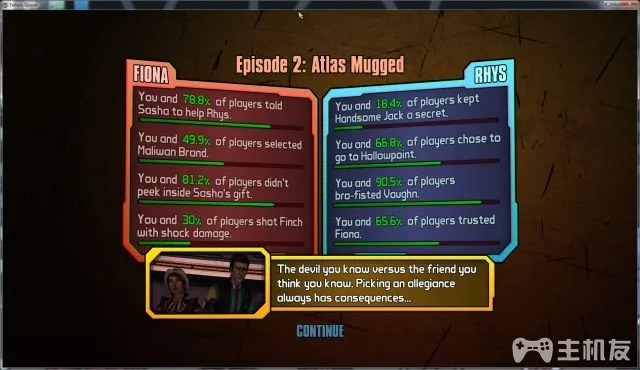 Telltale Games
Episode 2: Atlas Mugged
FIONA
You and 78.8% of players told
Sasha to help Rhys.
You and 49.9% of players selected
Maliwan Brand.
You and 81.2% of players didn't
peek inside Sasha's gift.
You and 30% of players shot Finch
with shock damage.
RHYS
You and 18.4% of players kept
Handsome Jack a secret.
You and 66.8% of players chose to
go to Hollowpoint.
You and 90.5% of players
bro-fisted Vaughn.
You and 65.6% of players trusted
Fiona.
The devil you know versus the friend you
think you know. Picking an allegiance
always has consequences...
CONTINUE
主机友